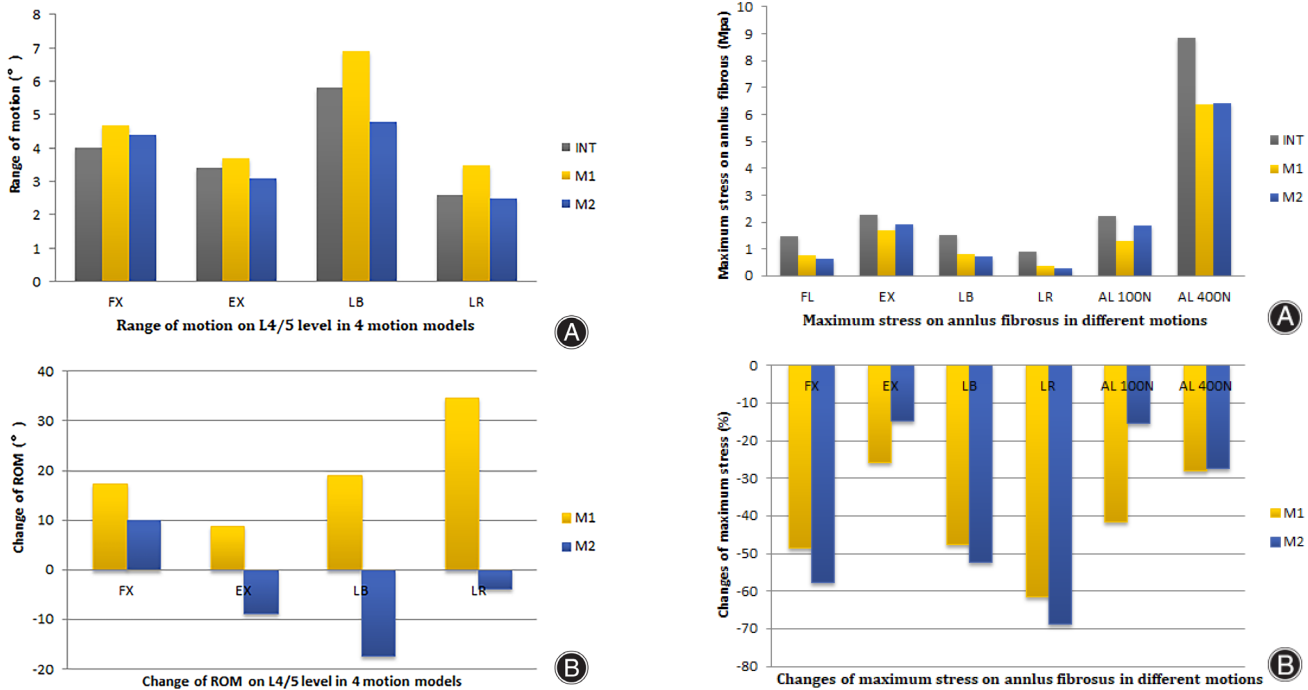 8
7
6
5
4
3
2
1
0
Range of motion (°)
FX EX LB LR
INT
M1
M2
Range of motion on L4/5 level in 4 motion models
A
10
9
8
7
6
5
4
3
2
1
0
Maximum stress on annlus fibrous (Mpa)
FL EX LB LR AL 100N AL 400N
INT
M1
M2
Maximum stress on annlus fibrosus in different motions
A
40
30
20
10
0
-10
-20
Change of ROM (°)
FX EX LB LR
M1
M2
Change of ROM on L4/5 level in 4 motion models
B
-0
-10
-20
-30
-40
-50
-60
-70
-80
Changes of maximum stress (%)
FX EX LB LR AL 100N AL 400N
M1
M2
Changes of maximum stress on annlus fibrosus in different motions
B